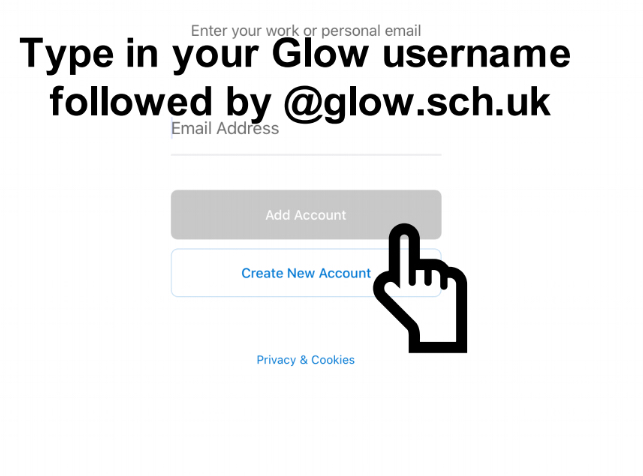 Enter your work or personal email
Type in your Glow username
followed by @glow.sch.uk
Email Address
Add Account
Create New Account
Privacy & Cookies